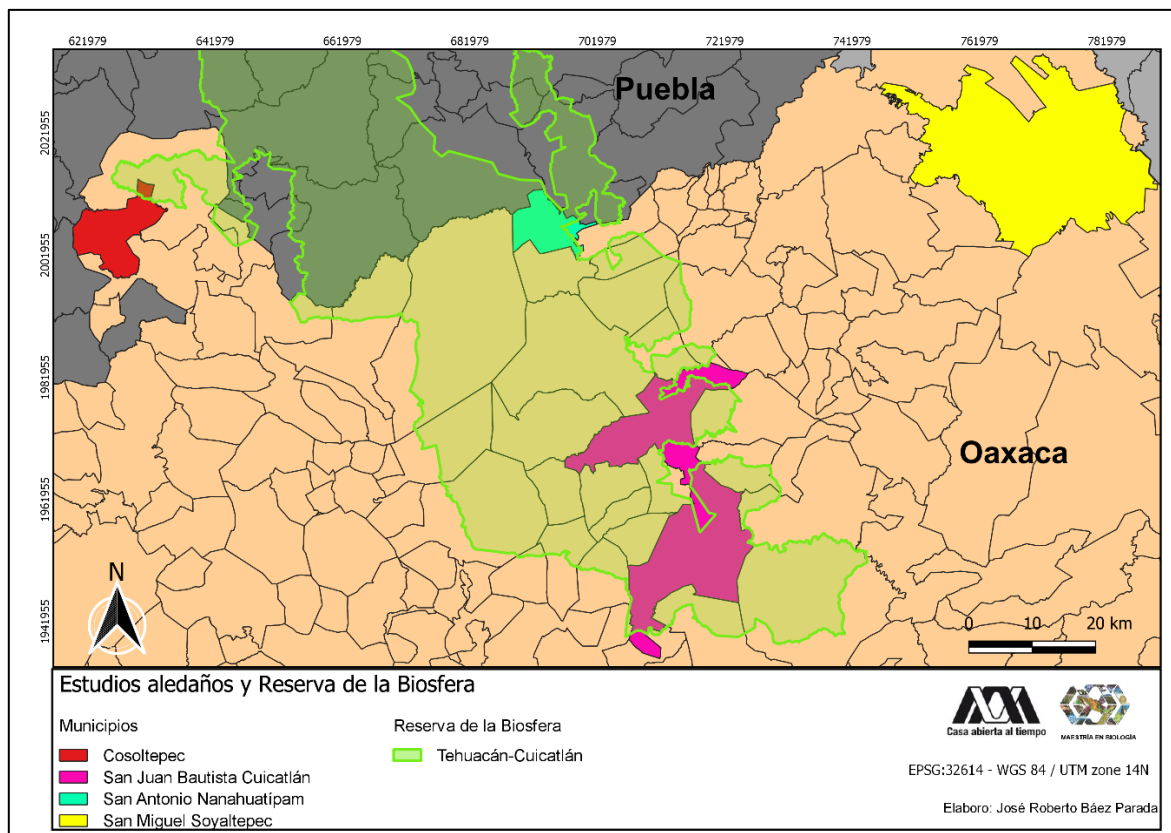 621979 641979 661979 681979 701979 721979 741979 761979 781979
2021955
2001955
1981955
1961955
1941955
Puebla
Oaxaca
N
0 10 20 km
Estudios aledaños y Reserva de la Biosfera
Municipios
Cosoltepec
San Juan Bautista Cuicatlán
San Antonio Nanahuatípam
San Miguel Soyaltepec
Reserva de la Biosfera
Tehuacán-Cuicatlán
Casa abierta al tiempo
MAESTRÍA EN BIOLOGÍA
EPSG:32614 - WGS 84 / UTM zone 14N
Elaboro: José Roberto Báez Parada